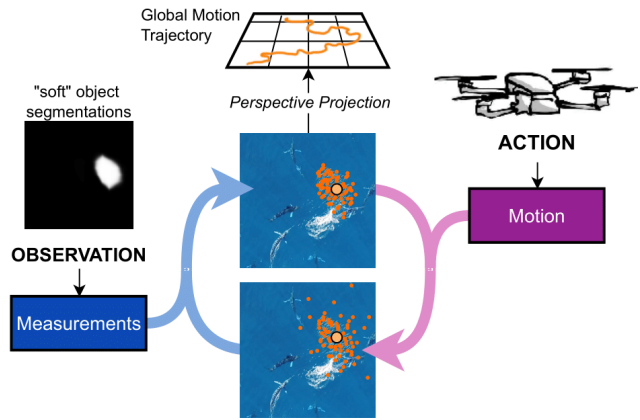 Global Motion
Trajectory
"soft" object
segmentations
Perspective Projection
ACTION
Motion
OBSERVATION
Measurements